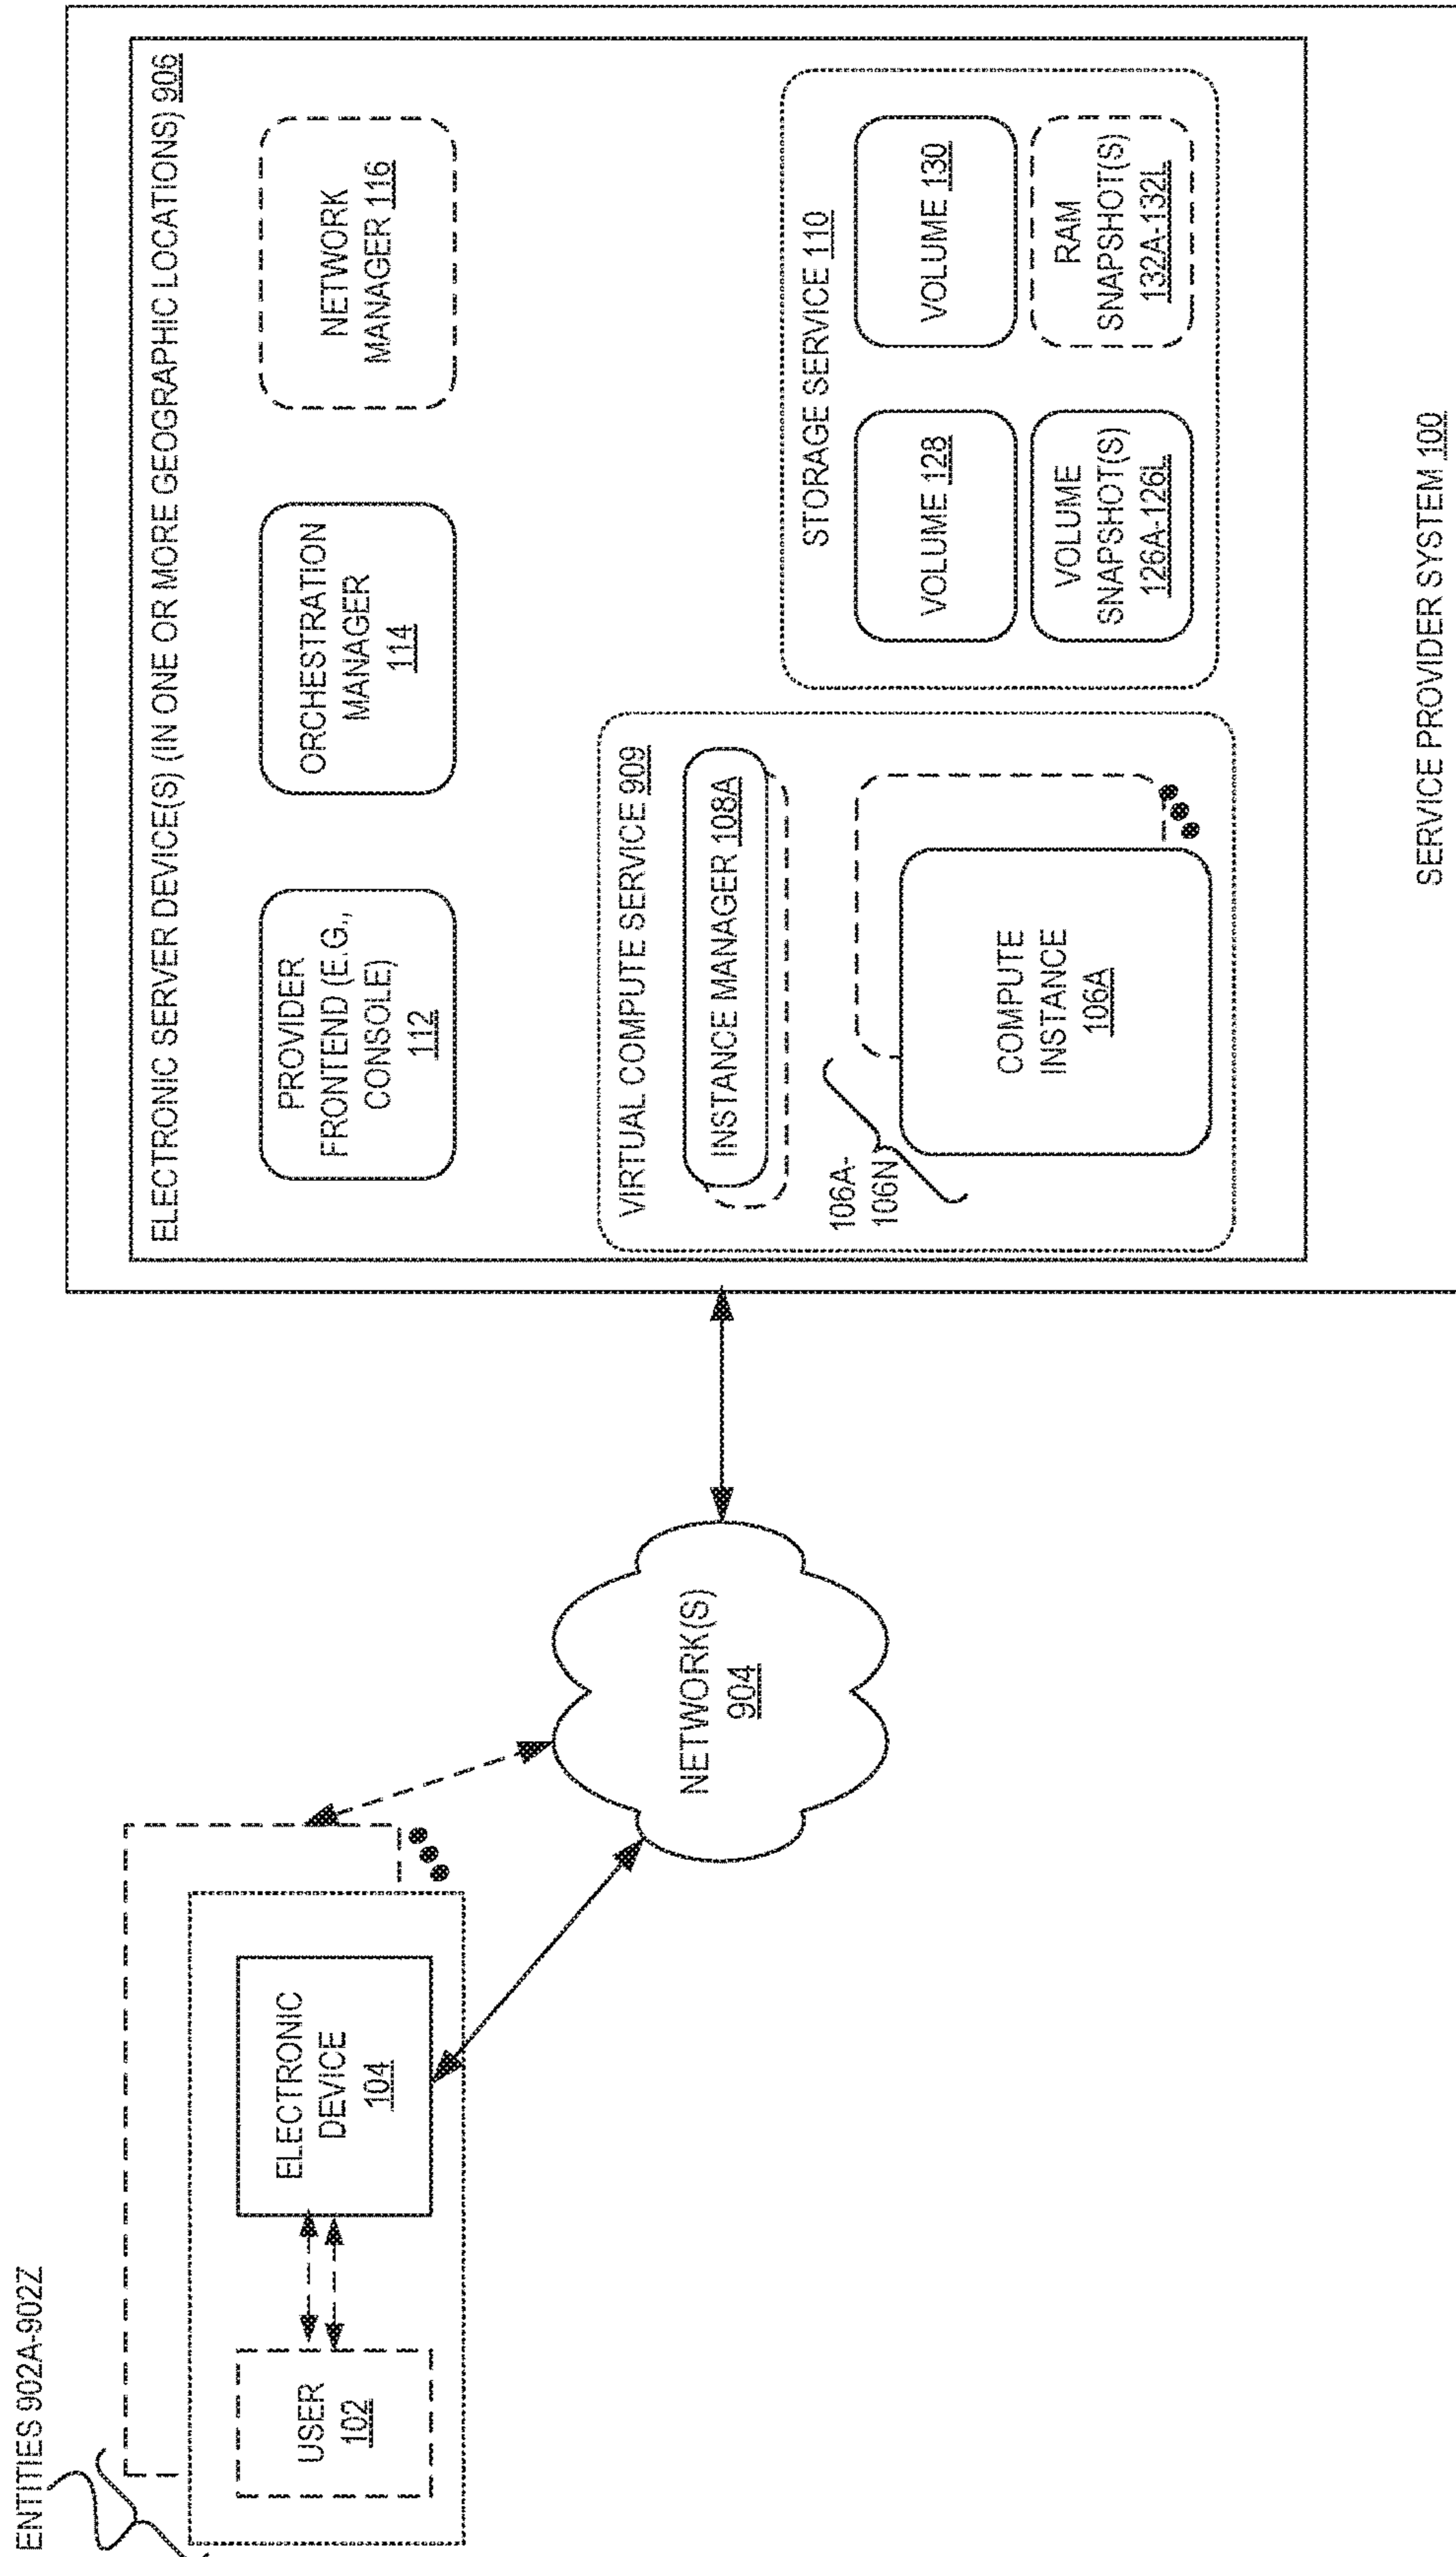 ENTITIES 902A-902Z
USER
102
ELECTRONIC
DEVICE
104
NETWORK(S)
904
ELECTRONIC SERVER DEVICE(S) (IN ONE OR MORE GEOGRAPHIC LOCATIONS) 906
PROVIDER
FRONTEND (E.G.,
CONSOLE)
112
ORCHESTRATION
MANAGER
114
NETWORK
MANAGER 116
VIRTUAL COMPUTE SERVICE 909
INSTANCE MANAGER 108A
106A-
106N
COMPUTE
INSTANCE
106A
STORAGE SERVICE 110
VOLUME 128
VOLUME 130
VOLUME
SNAPSHOT(S)
126A-126L
RAM
SNAPSHOT(S)
132A-132L
SERVICE PROVIDER SYSTEM 100